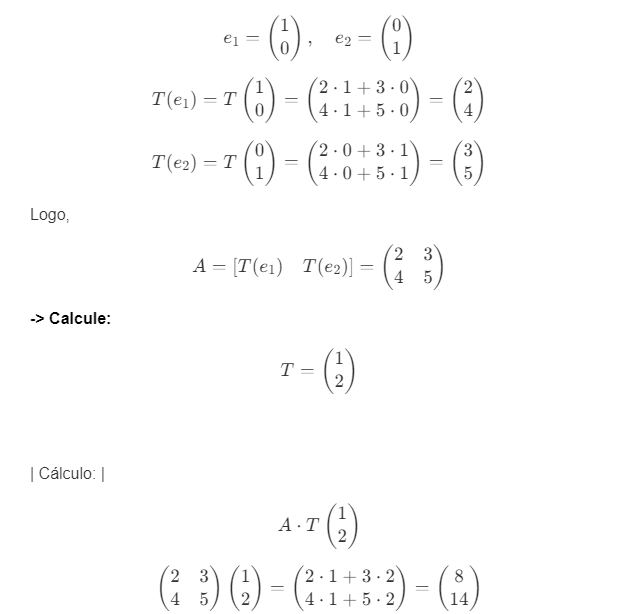 e₁ = (1 0), e₂ = (0 1)
T(e₁) = T (1 0) = (2 · 1 + 3 · 0 4 · 1 + 5 · 0) = (2 4)
T(e₂) = T (0 1) = (2 · 0 + 3 · 1 4 · 0 + 5 · 1) = (3 5)
Logo,
A = [T(e₁) T(e₂)] = (2 3 4 5)
-> Calcule:
T = (1 2)
| Cálculo: |
A · T (1 2)
(2 3 4 5) (1 2) = (2 · 1 + 3 · 2 4 · 1 + 5 · 2) = (8 14)